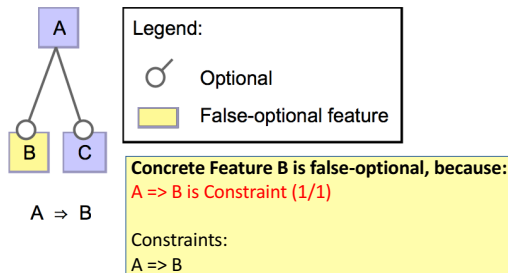 A
B
C
A ⇒ B
Legend:
Optional
False-optional feature
Concrete Feature B is false-optional, because:
A => B is Constraint (1/1)
Constraints:
A => B